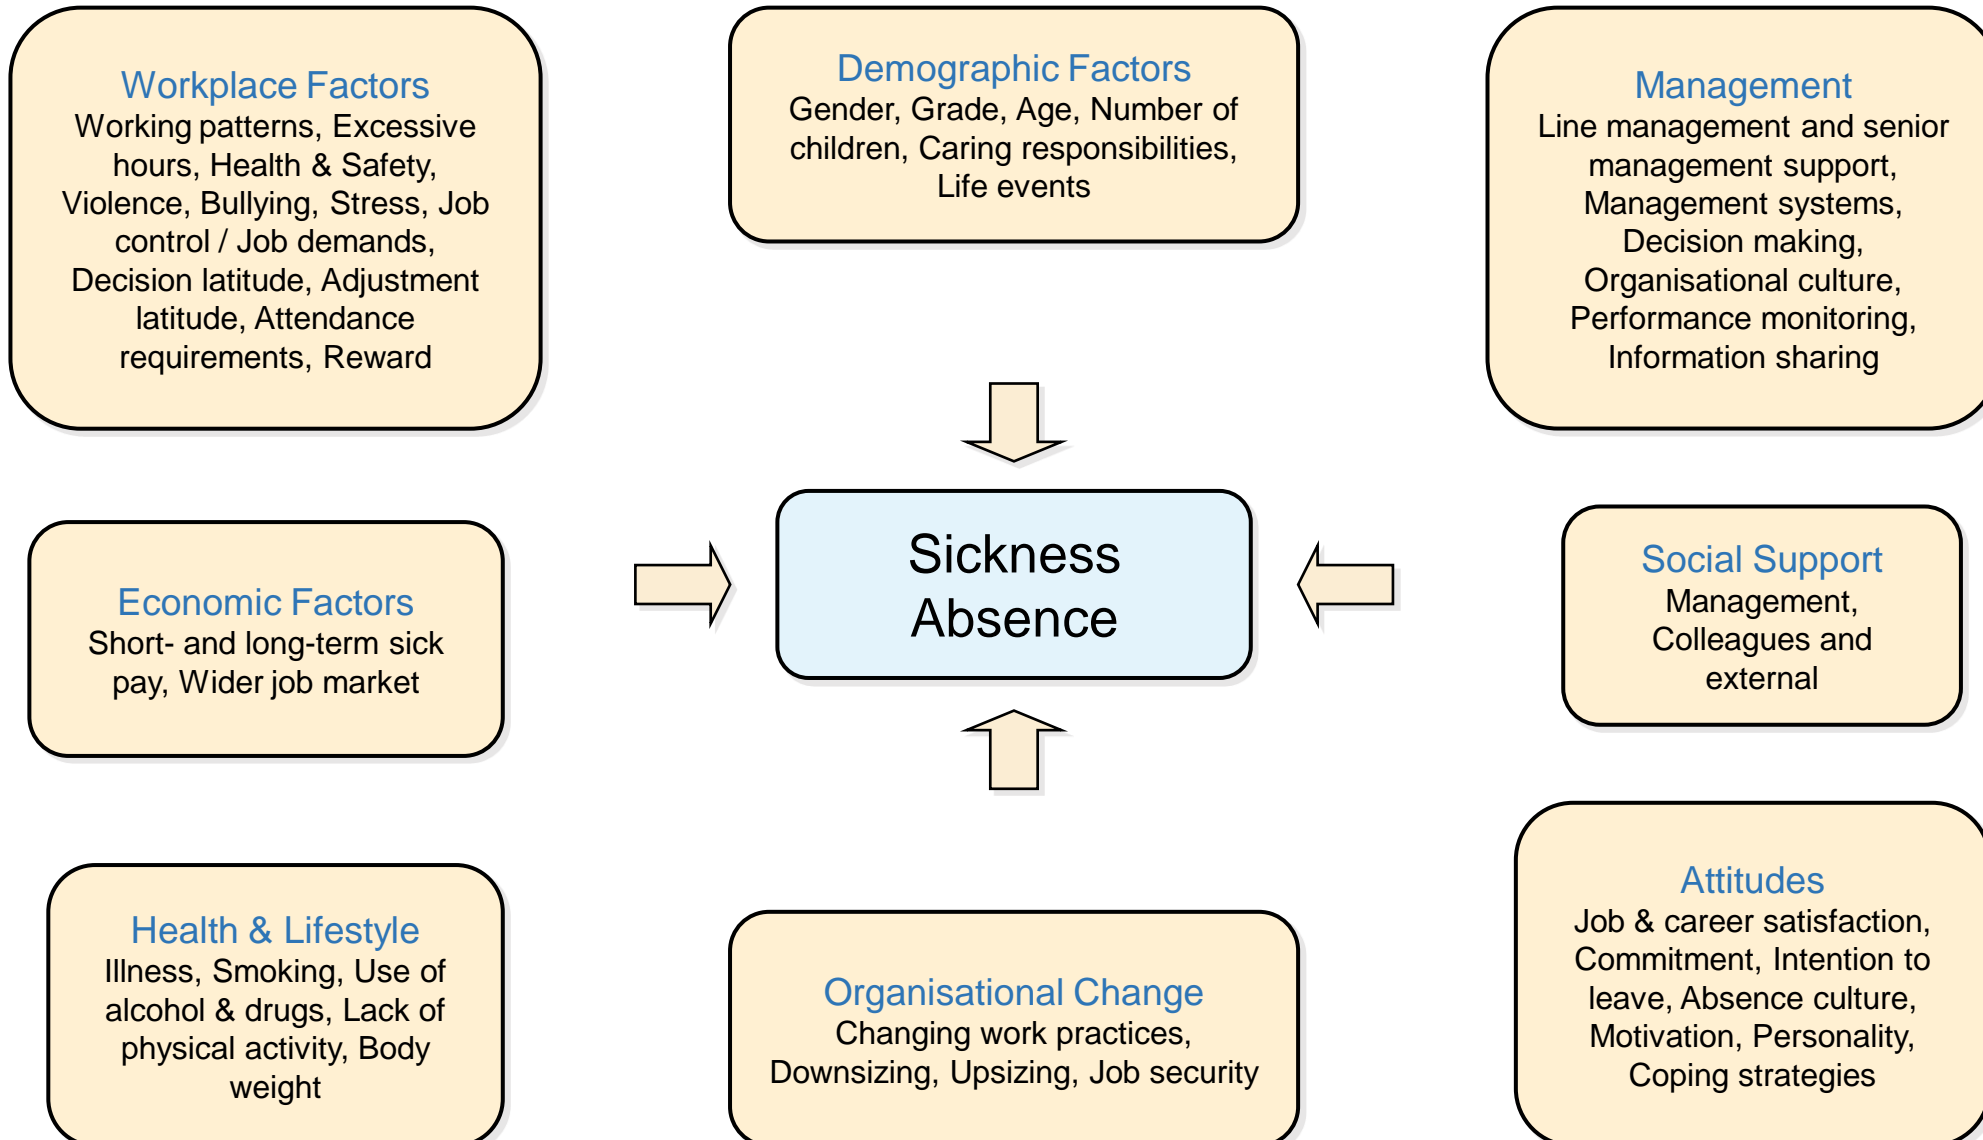 Workplace Factors
Working patterns, Excessive
hours, Health & Safety,
Violence, Bullying, Stress, Job
control / Job demands,
Decision latitude, Adjustment
latitude, Attendance
requirements, Reward
Demographic Factors
Gender, Grade, Age, Number of
children, Caring responsibilities,
Life events
Management
Line management and senior
management support,
Management systems,
Decision making,
Organisational culture,
Performance monitoring,
Information sharing
Economic Factors
Short- and long-term sick
pay, Wider job market
Sickness
Absence
Social Support
Management,
Colleagues and
external
Health & Lifestyle
Illness, Smoking, Use of
alcohol & drugs, Lack of
physical activity, Body
weight
Organisational Change
Changing work practices,
Downsizing, Upsizing, Job security
Attitudes
Job & career satisfaction,
Commitment, Intention to
leave, Absence culture,
Motivation, Personality,
Coping strategies